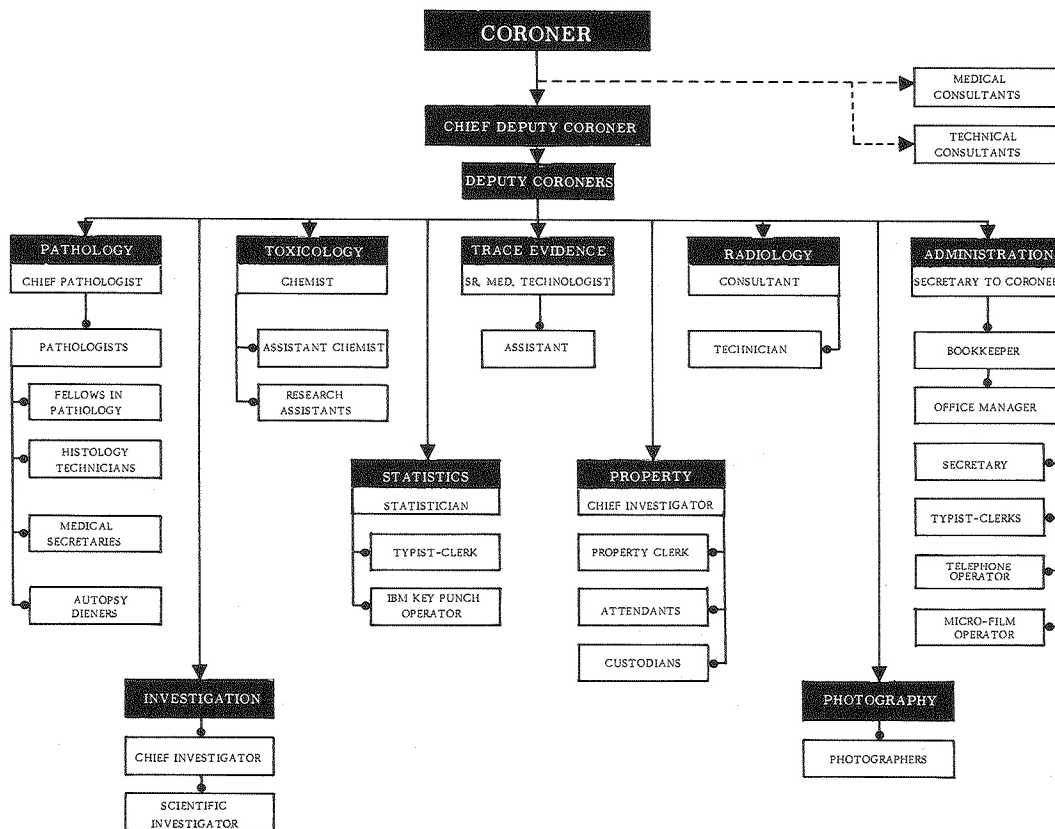 CORONER
MEDICAL
CONSULTANTS
CHIEF DEPUTY CORONER
TECHNICAL
CONSULTANTS
DEPUTY CORONERS
PATHOLOGY
CHIEF PATHOLOGIST
PATHOLOGISTS
FELLOWS IN
PATHOLOGY
HISTOLOGY
TECHNICIANS
MEDICAL
SECRETARIES
AUTOPSY
DIENERS
TOXICOLOGY
CHEMIST
ASSISTANT CHEMIST
RESEARCH
ASSISTANTS
TRACE EVIDENCE
SR. MED. TECHNOLOGIST
ASSISTANT
RADIOLOGY
CONSULTANT
TECHNICIAN
ADMINISTRATION
SECRETARY TO CORONER
BOOKKEEPER
OFFICE MANAGER
SECRETARY
TYPIST-CLERKS
TELEPHONE
OPERATOR
MICRO-FILM
OPERATOR
STATISTICS
STATISTICIAN
TYPIST-CLERK
IBM KEY PUNCH
OPERATOR
PROPERTY
CHIEF INVESTIGATOR
PROPERTY CLERK
ATTENDANTS
CUSTODIANS
INVESTIGATION
CHIEF INVESTIGATOR
SCIENTIFIC
INVESTIGATOR
PHOTOGRAPHY
PHOTOGRAPHERS